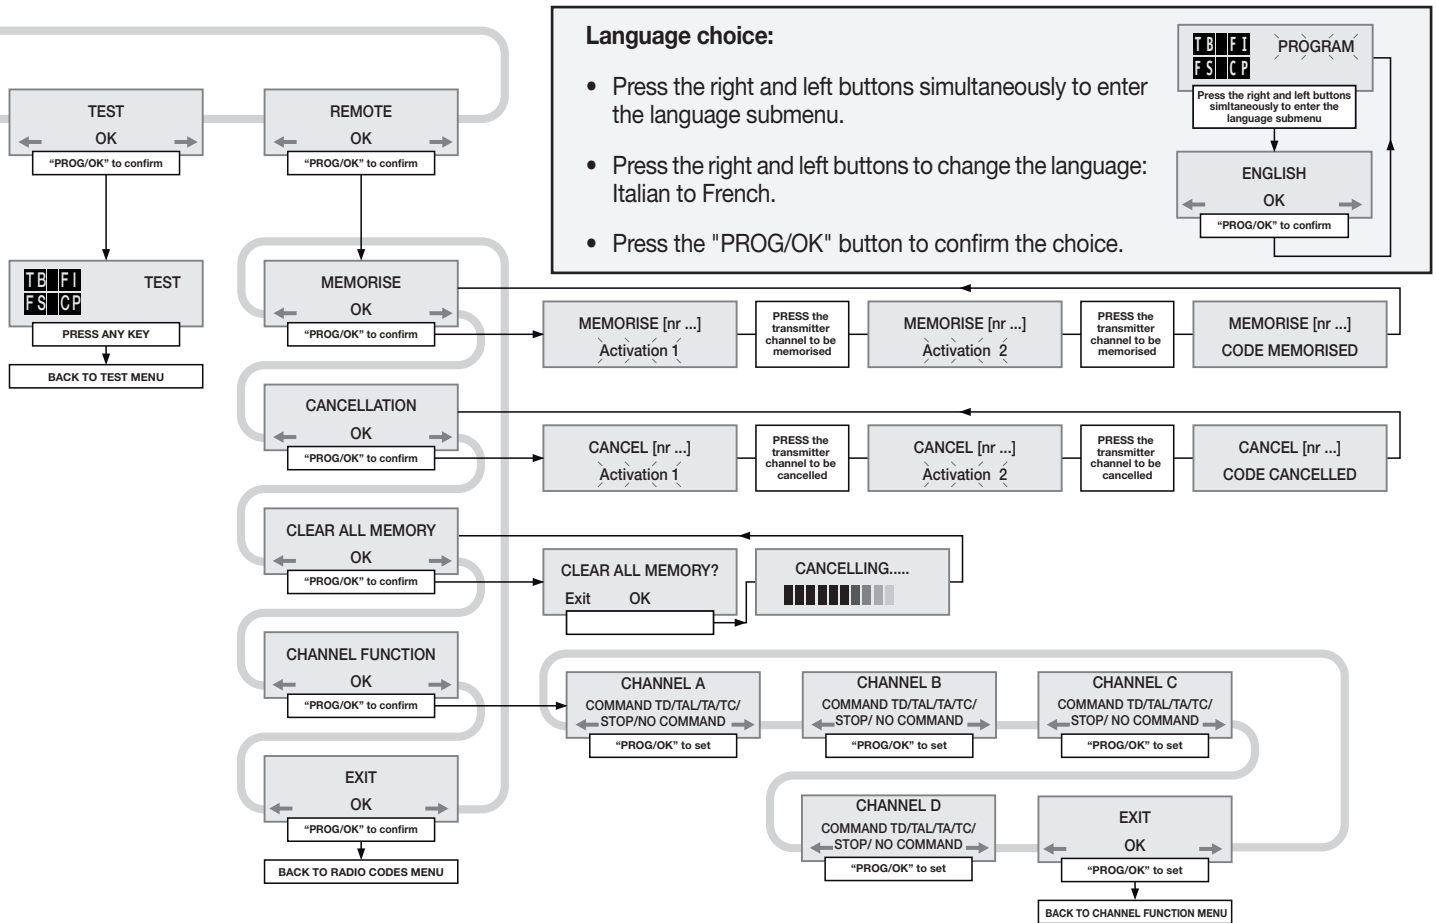 Language choice:
• Press the right and left buttons simultaneously to enter
the language submenu.
• Press the right and left buttons to change the language:
Italian to French.
• Press the "PROG/OK" button to confirm the choice.
TB FI
FS CP
PROGRAM
Press the right and left buttons
simltaneously to enter the
language submenu
ENGLISH
OK
“PROG/OK” to confirm
TEST
OK
“PROG/OK” to confirm
REMOTE
OK
“PROG/OK” to confirm
TB FI
FS CP
TEST
PRESS ANY KEY
BACK TO TEST MENU
MEMORISE
OK
“PROG/OK” to confirm
MEMORISE [nr ...]
Activation 1
PRESS the
transmitter
channel to be
memorised
MEMORISE [nr ...]
Activation 2
PRESS the
transmitter
channel to be
memorised
MEMORISE [nr ...]
CODE MEMORISED
CANCELLATION
OK
“PROG/OK” to confirm
CANCEL [nr ...]
Activation 1
PRESS the
transmitter
channel to be
cancelled
CANCEL [nr ...]
Activation 2
PRESS the
transmitter
channel to be
cancelled
CANCEL [nr ...]
CODE CANCELLED
CLEAR ALL MEMORY
OK
“PROG/OK” to confirm
CLEAR ALL MEMORY?
Exit OK
CANCELLING.....
CHANNEL FUNCTION
OK
“PROG/OK” to confirm
CHANNEL A
COMMAND TD/TAL/TA/TC/
STOP/NO COMMAND
“PROG/OK” to set
CHANNEL B
COMMAND TD/TAL/TA/TC/
STOP/ NO COMMAND
“PROG/OK” to set
CHANNEL C
COMMAND TD/TAL/TA/TC/
STOP/ NO COMMAND
“PROG/OK” to set
EXIT
OK
“PROG/OK” to confirm
BACK TO RADIO CODES MENU
CHANNEL D
COMMAND TD/TAL/TA/TC/
STOP/ NO COMMAND
“PROG/OK” to set
EXIT
OK
“PROG/OK” to set
BACK TO CHANNEL FUNCTION MENU